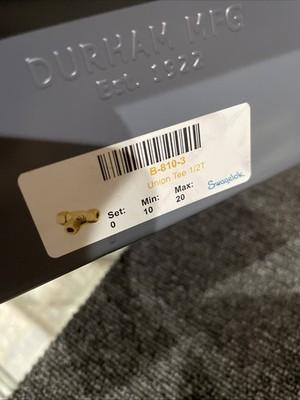 DURHAM MFG
Est. 1922
B-810-3
Union Tee 1/2T
Set: Min: Max:
0 10 20
Swagelok